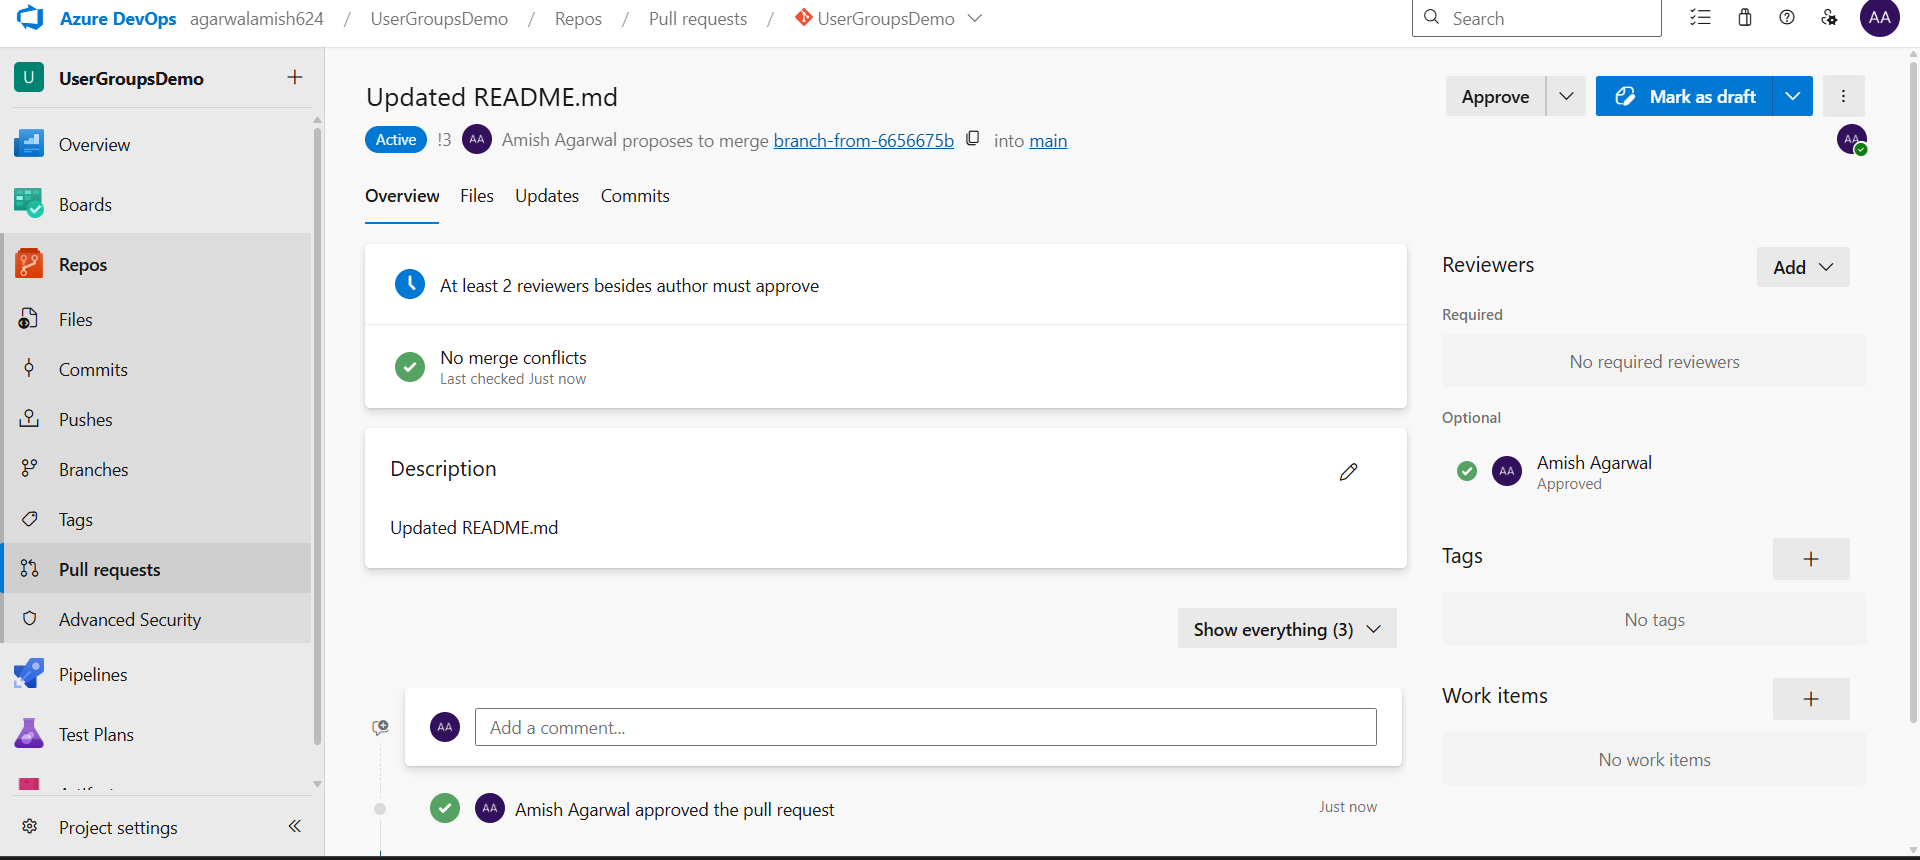 Azure DevOps agarwalamish624 / UserGroupsDemo / Repos / Pull requests / UserGroupsDemo
Search
AA
U UserGroupsDemo
Overview
Boards
Repos
Files
Commits
Pushes
Branches
Tags
Pull requests
Advanced Security
Pipelines
Test Plans
Project settings
Updated README.md
Approve
Mark as draft
Active !3 AA Amish Agarwal proposes to merge branch-from-6656675b into main
AA
Overview Files Updates Commits
At least 2 reviewers besides author must approve
No merge conflicts
Last checked Just now
Description
Updated README.md
Show everything (3)
AA Add a comment...
AA Amish Agarwal approved the pull request Just now
Reviewers
Add
Required
No required reviewers
Optional
AA Amish Agarwal
Approved
Tags
No tags
Work items
No work items